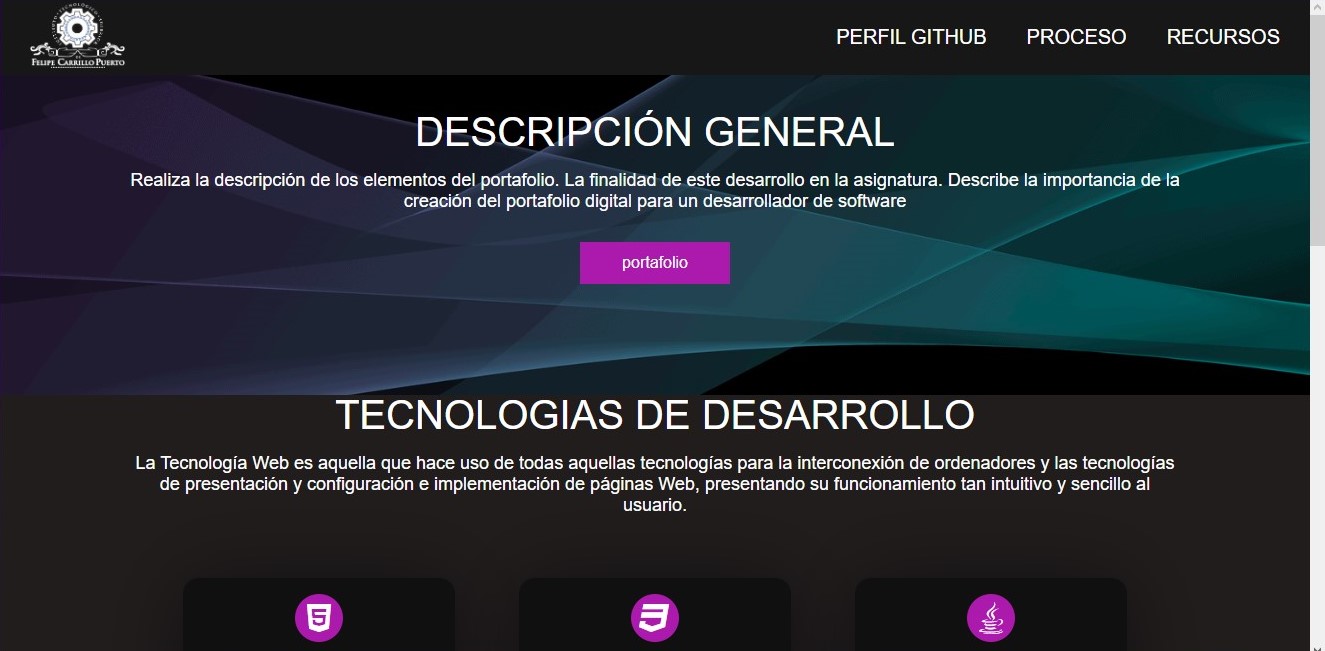 FELIPE CARRILLO PUERTO
PERFIL GITHUB
PROCESO
RECURSOS
DESCRIPCIÓN GENERAL
Realiza la descripción de los elementos del portafolio. La finalidad de este desarrollo en la asignatura. Describe la importancia de la
creación del portafolio digital para un desarrollador de software
portafolio
TECNOLOGIAS DE DESARROLLO
La Tecnología Web es aquella que hace uso de todas aquellas tecnologías para la interconexión de ordenadores y las tecnologías
de presentación y configuración e implementación de páginas Web, presentando su funcionamiento tan intuitivo y sencillo al
usuario.